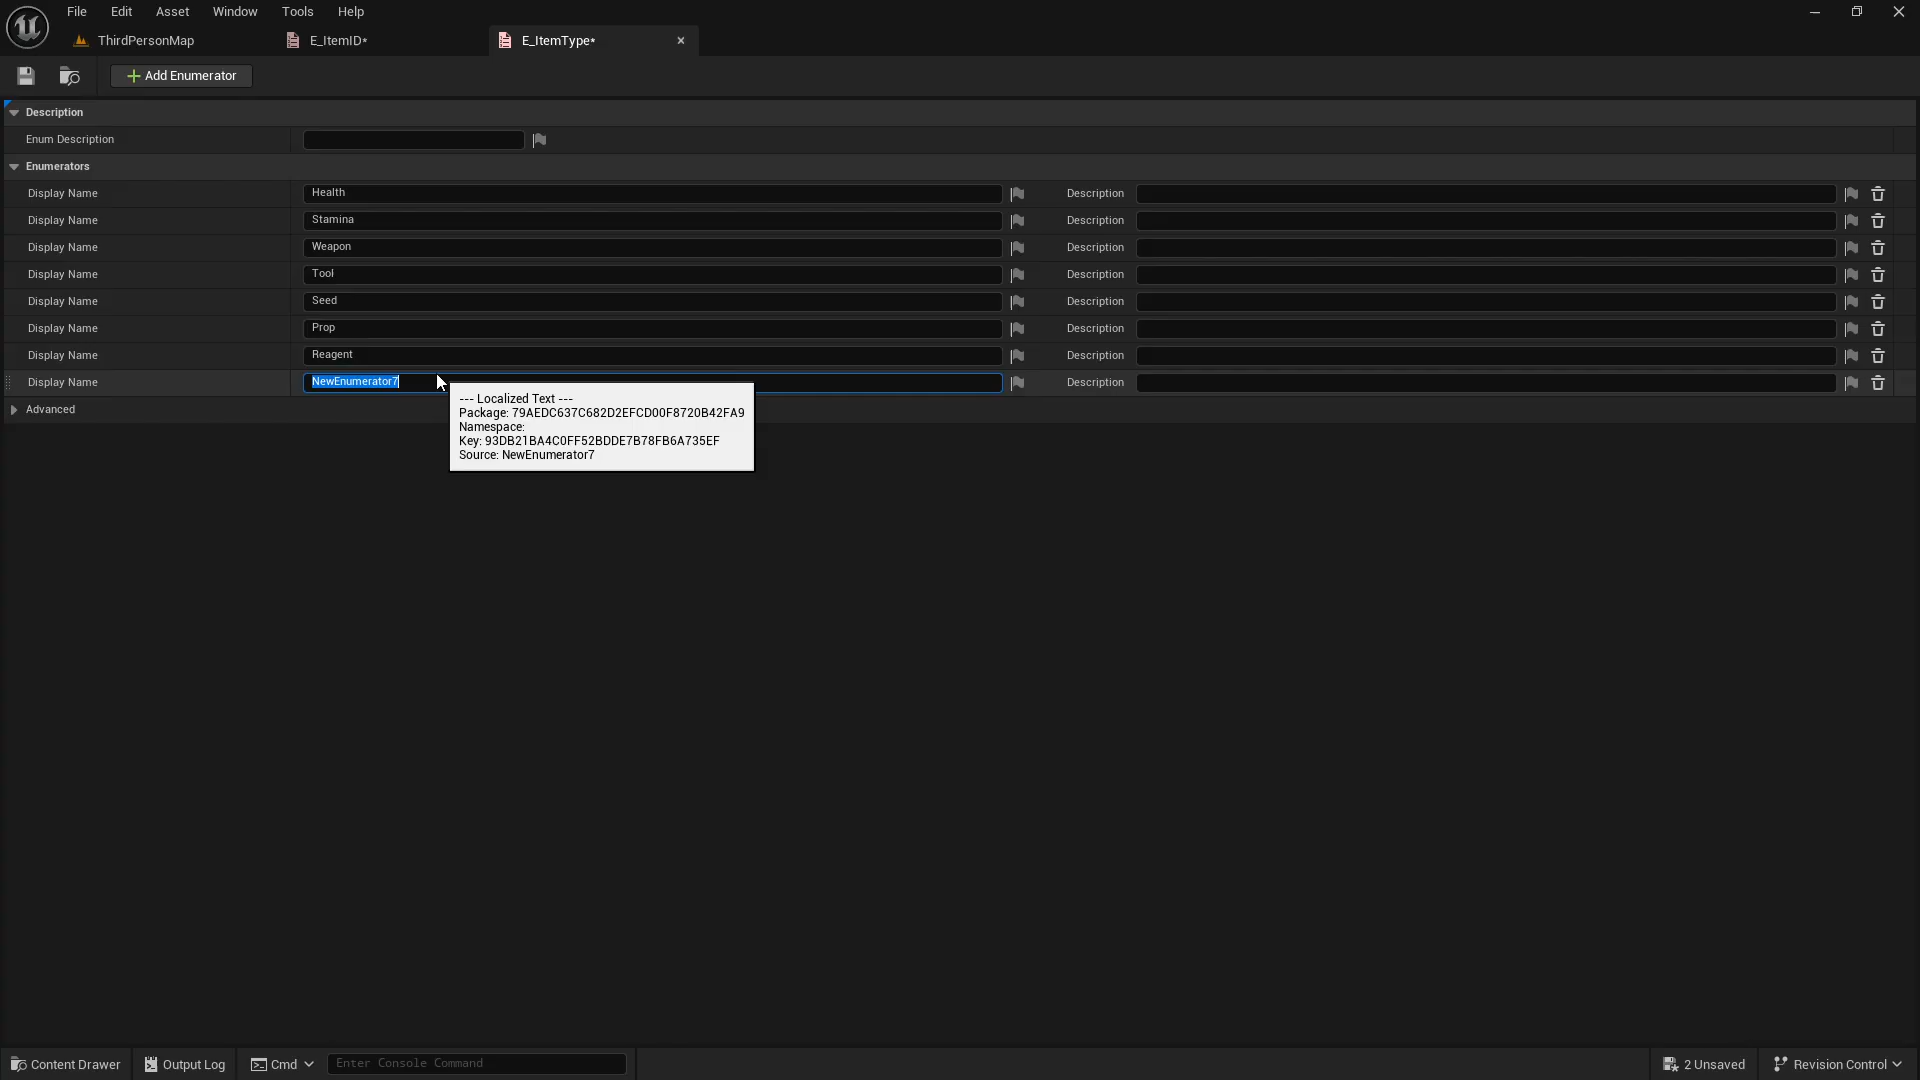 File Edit Asset Window Tools Help
ThirdPersonMap E_ItemID* E_ItemType*
Add Enumerator
Description
Enum Description
Enumerators
Display Name Health Description
Display Name Stamina Description
Display Name Weapon Description
Display Name Tool Description
Display Name Seed Description
Display Name Prop Description
Display Name Reagent Description
Display Name NewEnumerator7 Description
Advanced
--- Localized Text ---
Package: 79AEDC637C682D2EFCD00F8720B42FA9
Namespace:
Key: 93DB21BA4C0FF52BDDE7B78FB6A735EF
Source: NewEnumerator7
Content Drawer Output Log Cmd Enter Console Command 2 Unsaved Revision Control